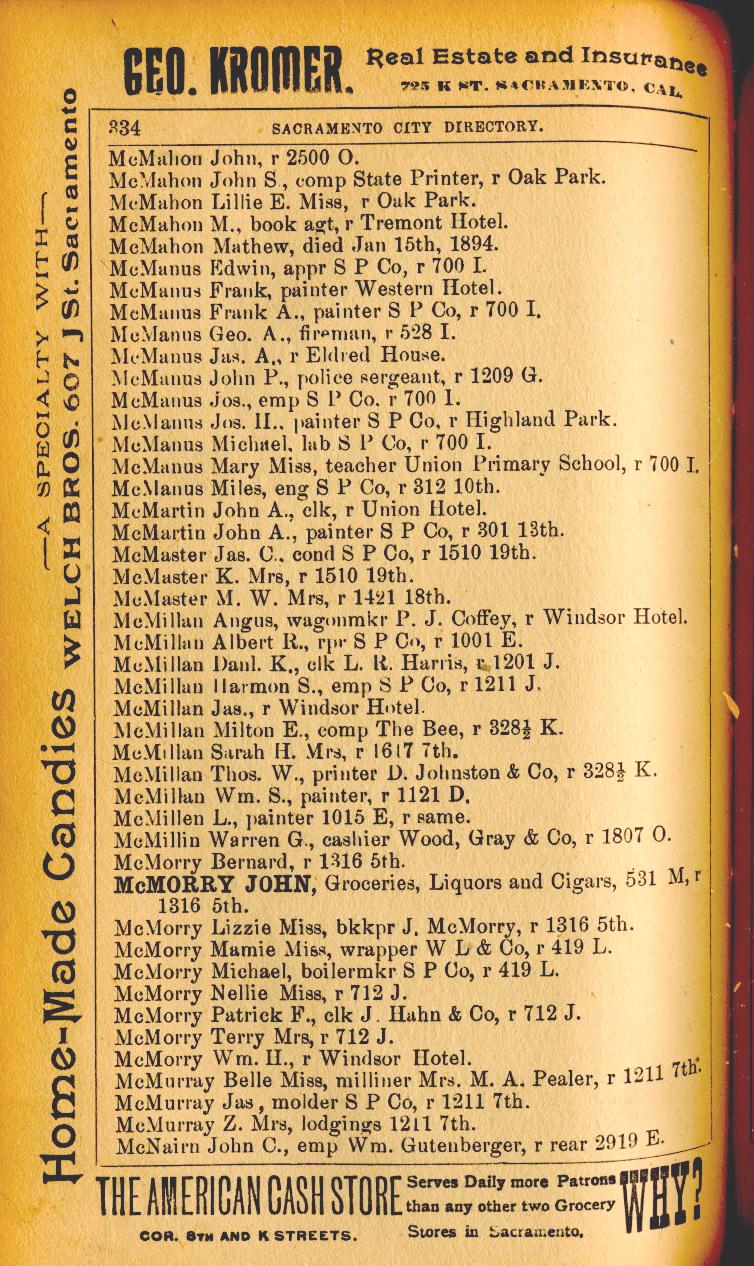 GEO. KROMER. Real Estate and Insurance
725 K ST. SACRAMENTO, CAL.
334 SACRAMENTO CITY DIRECTORY.
McMahon John, r 2500 O.
McMahon John S., comp State Printer, r Oak Park.
McMahon Lillie E. Miss, r Oak Park.
McMahon M., book agt, r Tremont Hotel.
McMahon Mathew, died Jan 15th, 1894.
McManus Edwin, appr S P Co, r 700 I.
McManus Frank, painter Western Hotel.
McManus Frank A., painter S P Co, r 700 I.
McManus Geo. A., fireman, r 528 I.
McManus Jas. A., r Eldred House.
McManus John P., police sergeant, r 1209 G.
McManus Jos., emp S P Co. r 700 I.
McManus Jos. H., painter S P Co, r Highland Park.
McManus Michael, lab S P Co, r 700 I.
McManus Mary Miss, teacher Union Primary School, r 700 I.
McManus Miles, eng S P Co, r 312 10th.
McMartin John A., clk, r Union Hotel.
McMartin John A., painter S P Co, r 301 13th.
McMaster Jas. C., cond S P Co, r 1510 19th.
McMaster K. Mrs, r 1510 19th.
McMaster M. W. Mrs, r 1421 18th.
McMillan Angus, wagonmkr P. J. Coffey, r Windsor Hotel.
McMillan Albert R., rpr S P Co, r 1001 E.
McMillan Danl. K., clk L. R. Harris, r 1201 J.
McMillan Harmon S., emp S P Co, r 1211 J.
McMillan Jas., r Windsor Hotel.
McMillan Milton E., comp The Bee, r 328½ K.
McMillan Sarah H. Mrs, r 1617 7th.
McMillan Thos. W., printer D. Johnston & Co, r 328½ K.
McMillan Wm. S., painter, r 1121 D.
McMillen L., painter 1015 E, r same.
McMillin Warren G., cashier Wood, Gray & Co, r 1807 O.
McMorry Bernard, r 1316 5th.
McMORRY JOHN, Groceries, Liquors and Cigars, 531 M, r
1316 5th.
McMorry Lizzie Miss, bkkpr J. McMorry, r 1316 5th.
McMorry Mamie Miss, wrapper W L & Co, r 419 L.
McMorry Michael, boilermkr S P Co, r 419 L.
McMorry Nellie Miss, r 712 J.
McMorry Patrick F., clk J. Hahn & Co, r 712 J.
McMorry Terry Mrs, r 712 J.
McMorry Wm. H., r Windsor Hotel.
McMurray Belle Miss, milliner Mrs. M. A. Pealer, r 1211 7th.
McMurray Jas, molder S P Co, r 1211 7th.
McMurray Z. Mrs, lodgings 1211 7th.
McNairn John C., emp Wm. Gutenberger, r rear 2919 E.
Home-Made Candies —A SPECIALTY WITH—
WELCH BROS. 607 J St. Sacramento
THE AMERICAN CASH STORE Serves Daily more Patrons
than any other two Grocery WHY?
COR. 8TH AND K STREETS. Stores in Sacramento.